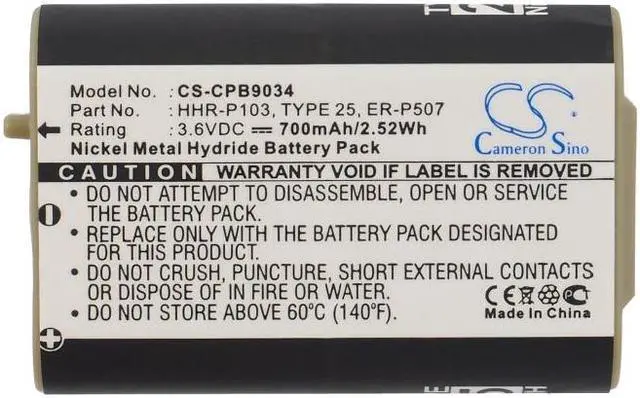 Model No. : CS-CPB9034
Part No. : HHR-P103, TYPE 25, ER-P507
Rating : 3.6VDC ⎓ 700mAh/2.52Wh
Nickel Metal Hydride Battery Pack
CS
Cameron Sino
CAUTION WARRANTY VOID IF LABEL REMOVED
• DO NOT ATTEMPT TO DISASSEMBLE, OPEN OR SERVICE
THE BATTERY PACK.
• REPLACE ONLY WITH THE BATTERY PACK DESIGNATED
FOR THIS DEVICE.
• DO NOT CRUSH, PUNCTURE, SHORT EXTERNAL CONTACTS
OR DISPOSE OF IN FIRE OR WATER.
• DO NOT STORE ABOVE 60°C (140°F).
CE
Made In China